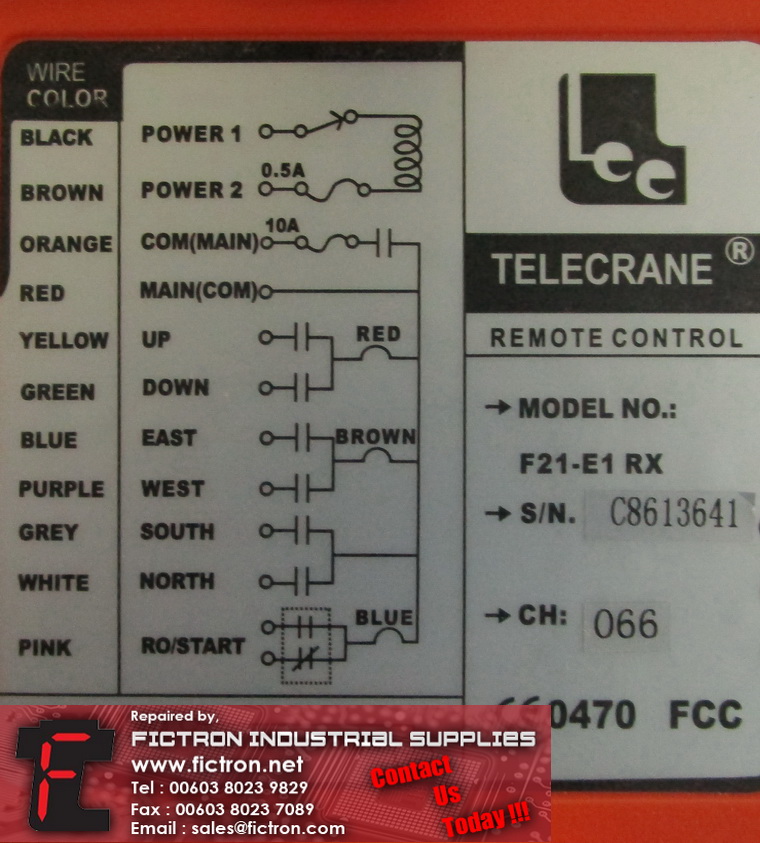 WIRE
COLOR
BLACK POWER 1
0.5A
BROWN POWER 2
10A
ORANGE COM(MAIN)
RED MAIN(COM)
YELLOW UP RED
GREEN DOWN
BLUE EAST BROWN
PURPLE WEST
GREY SOUTH
WHITE NORTH
PINK RO/START BLUE
Lee
TELECRANE®
REMOTE CONTROL
→ MODEL NO.:
F21-E1 RX
→ S/N. C8613641
→ CH: 066
0470 FCC
Repaired by,
FICTRON INDUSTRIAL SUPPLIES
www.fictron.net
Tel : 00603 8023 9829
Fax : 00603 8023 7089
Email : sales@fictron.com
Contact
Us
Today !!!